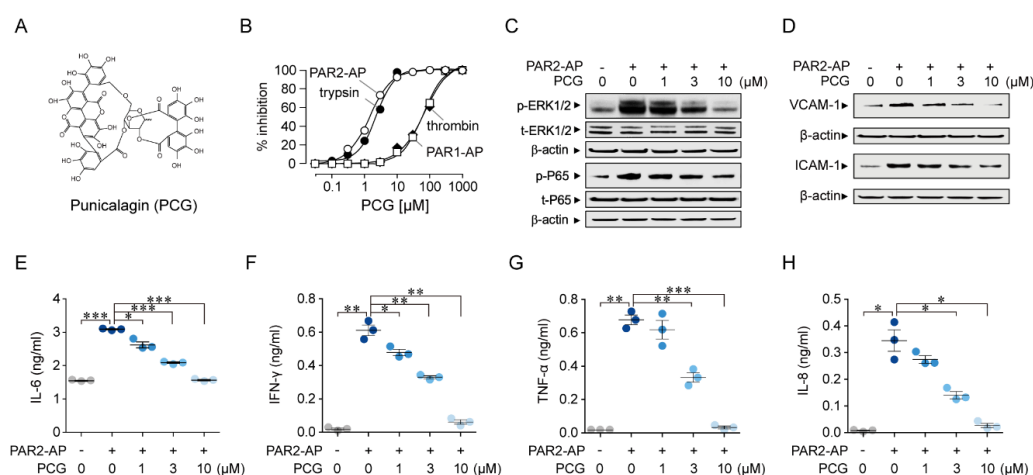 A
HO
OH
O
Punicalagin (PCG)
B
% inhibition
100
80
60
40
20
0
PAR2-AP
trypsin
thrombin
PAR1-AP
0.1 1 10 100 1000
PCG [μM]
C
PAR2-AP - + + + +
PCG 0 0 1 3 10 (μM)
p-ERK1/2
t-ERK1/2
β-actin
p-P65
t-P65
β-actin
D
PAR2-AP - + + + +
PCG 0 0 1 3 10 (μM)
VCAM-1
β-actin
ICAM-1
β-actin
E
IL-6 (ng/ml)
4
3
2
1
0
***
***
***
*
PAR2-AP - + + + +
PCG 0 0 1 3 10 (μM)
F
IFN-γ (ng/ml)
0.8
0.6
0.4
0.2
0.0
**
**
**
*
PAR2-AP - + + + +
PCG 0 0 1 3 10 (μM)
G
TNF-α (ng/ml)
1.0
0.8
0.6
0.4
0.2
0.0
***
** **
PAR2-AP - + + + +
PCG 0 0 1 3 10 (μM)
H
IL-8 (ng/ml)
0.5
0.4
0.3
0.2
0.1
0.0
*
* *
PAR2-AP - + + + +
PCG 0 0 1 3 10 (μM)